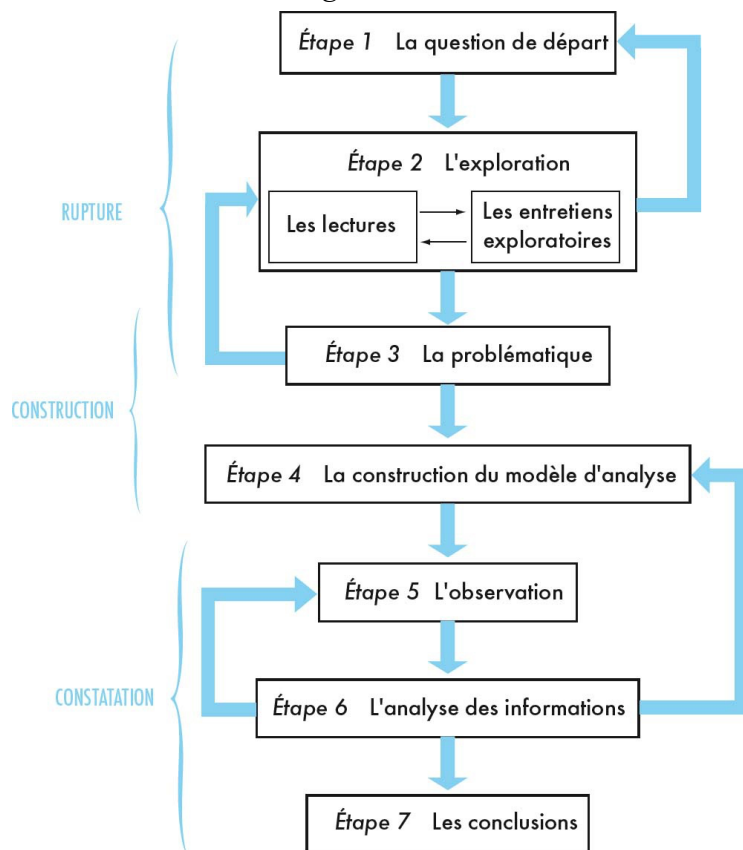 Étape 1 La question de départ
Étape 2 L'exploration
RUPTURE
Les lectures
Les entretiens
exploratoires
Étape 3 La problématique
CONSTRUCTION
Étape 4 La construction du modèle d'analyse
Étape 5 L'observation
CONSTATATION
Étape 6 L'analyse des informations
Étape 7 Les conclusions